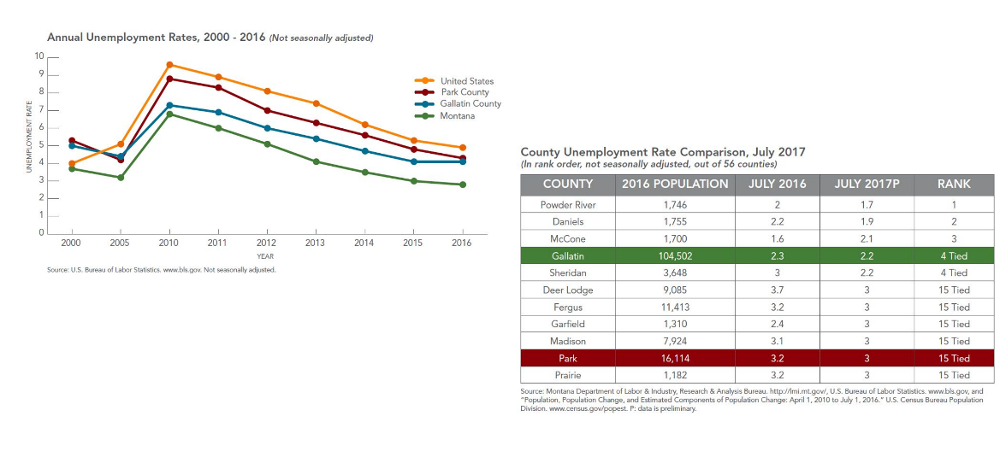 Annual Unemployment Rates, 2000 - 2016 (Not seasonally adjusted)
10
9
8
7
6
5
4
3
2
1
0
UNEMPLOYMENT RATE
United States
Park County
Gallatin County
Montana
2000 2005 2010 2011 2012 2013 2014 2015 2016
YEAR
Source: U.S. Bureau of Labor Statistics. www.bls.gov. Not seasonally adjusted.
County Unemployment Rate Comparison, July 2017
(In rank order, not seasonally adjusted, out of 56 counties)
COUNTY 2016 POPULATION JULY 2016 JULY 2017P RANK
Powder River 1,746 2 1.7 1
Daniels 1,755 2.2 1.9 2
McCone 1,700 1.6 2.1 3
Gallatin 104,502 2.3 2.2 4 Tied
Sheridan 3,648 3 2.2 4 Tied
Deer Lodge 9,085 3.7 3 15 Tied
Fergus 11,413 3.2 3 15 Tied
Garfield 1,310 2.4 3 15 Tied
Madison 7,924 3.1 3 15 Tied
Park 16,114 3.2 3 15 Tied
Prairie 1,182 3.2 3 15 Tied
Source: Montana Department of Labor & Industry, Research & Analysis Bureau. http://lmi.mt.gov/, U.S. Bureau of Labor Statistics. www.bls.gov, and
"Population, Population Change, and Estimated Components of Population Change: April 1, 2010 to July 1, 2016." U.S. Census Bureau Population
Division. www.census.gov/popest. P: data is preliminary.